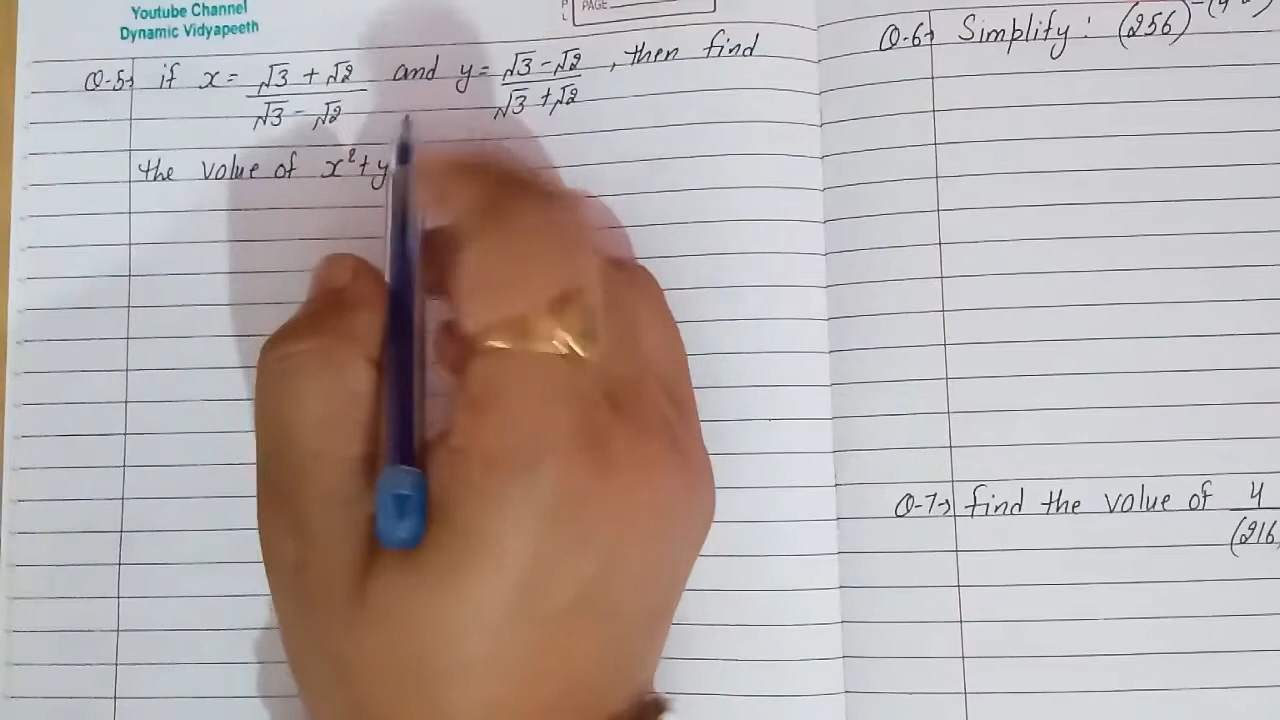 Youtube Channel
Dynamic Vidyapeeth
PAGE
Q-5) if x = √3 + √2 / √3 - √2 and y = √3 - √2 / √3 + √2 , then find
the value of x² + y
Q-6) Simplify : (256)
Q-7) find the value of 4 / (216